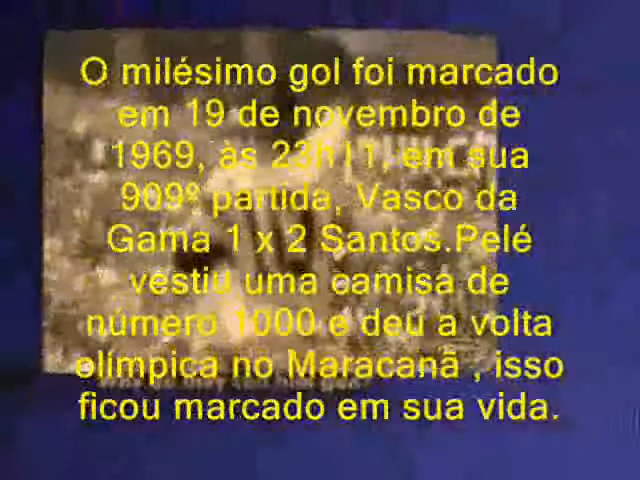 O milésimo gol foi marcado
em 19 de novembro de
1969, às 23h11, em sua
909º partida, Vasco da
Gama 1 x 2 Santos.Pelé
vestiu uma camisa de
número 1000 e deu a volta
olímpica no Maracanã , isso
ficou marcado em sua vida.